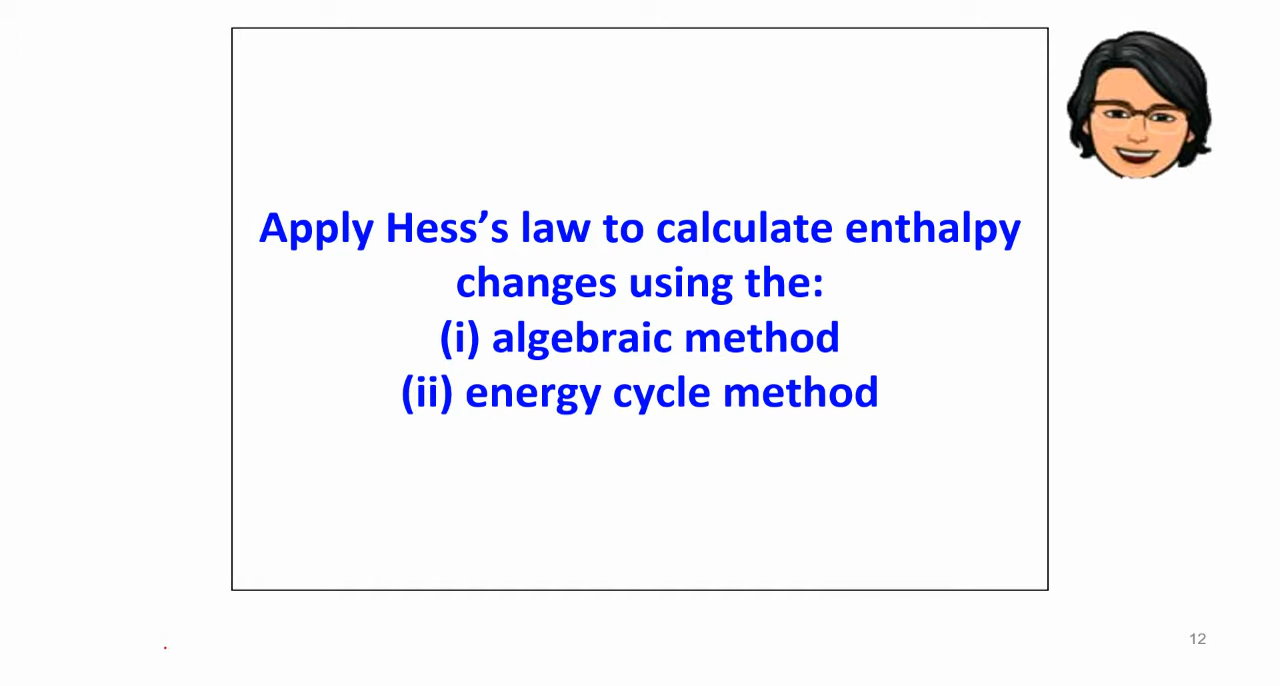 Apply Hess’s law to calculate enthalpy
changes using the:
(i) algebraic method
(ii) energy cycle method
12